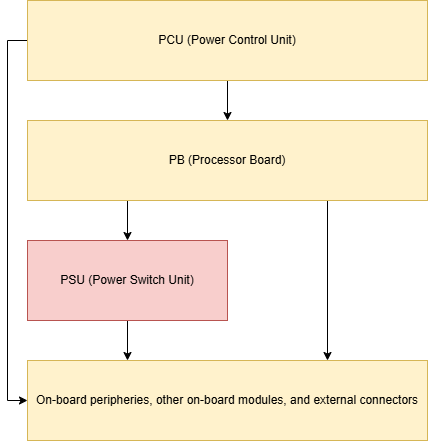 PCU (Power Control Unit)
PB (Processor Board)
PSU (Power Switch Unit)
On-board peripheries, other on-board modules, and external connectors